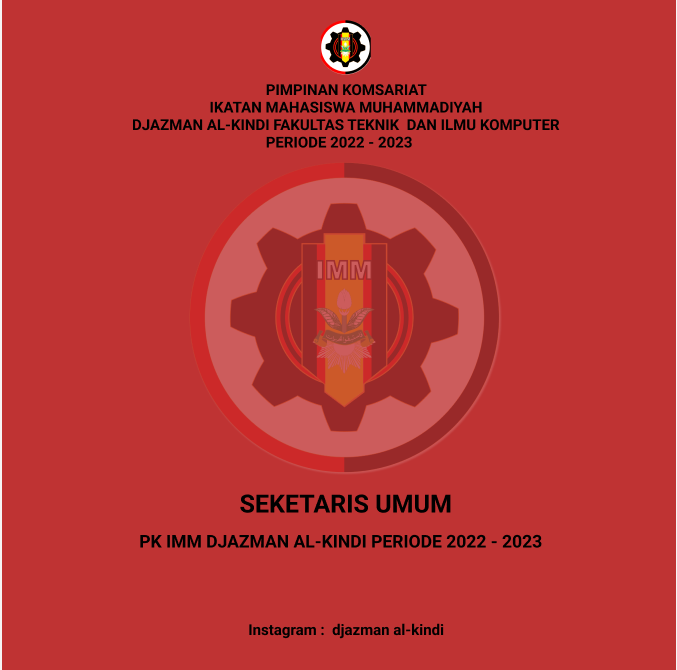 PIMPINAN KOMSARIAT
IKATAN MAHASISWA MUHAMMADIYAH
DJAZMAN AL-KINDI FAKULTAS TEKNIK DAN ILMU KOMPUTER
PERIODE 2022 - 2023
IMM
SEKETARIS UMUM
PK IMM DJAZMAN AL-KINDI PERIODE 2022 - 2023
Instagram : djazman al-kindi